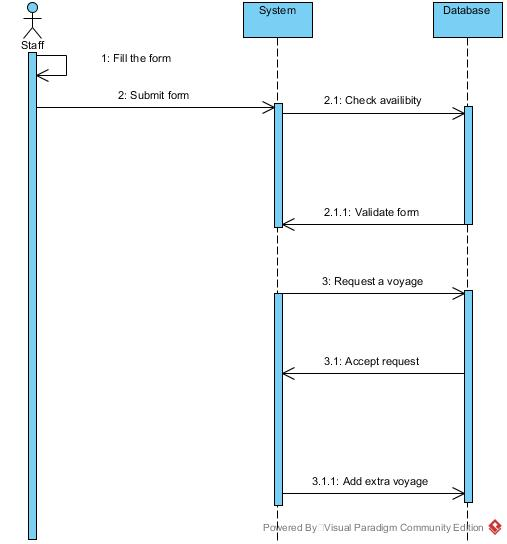 System
Database
Staff
1: Fill the form
2: Submit form
2.1: Check availibity
2.1.1: Validate form
3: Request a voyage
3.1: Accept request
3.1.1: Add extra voyage
Powered By Visual Paradigm Community Edition